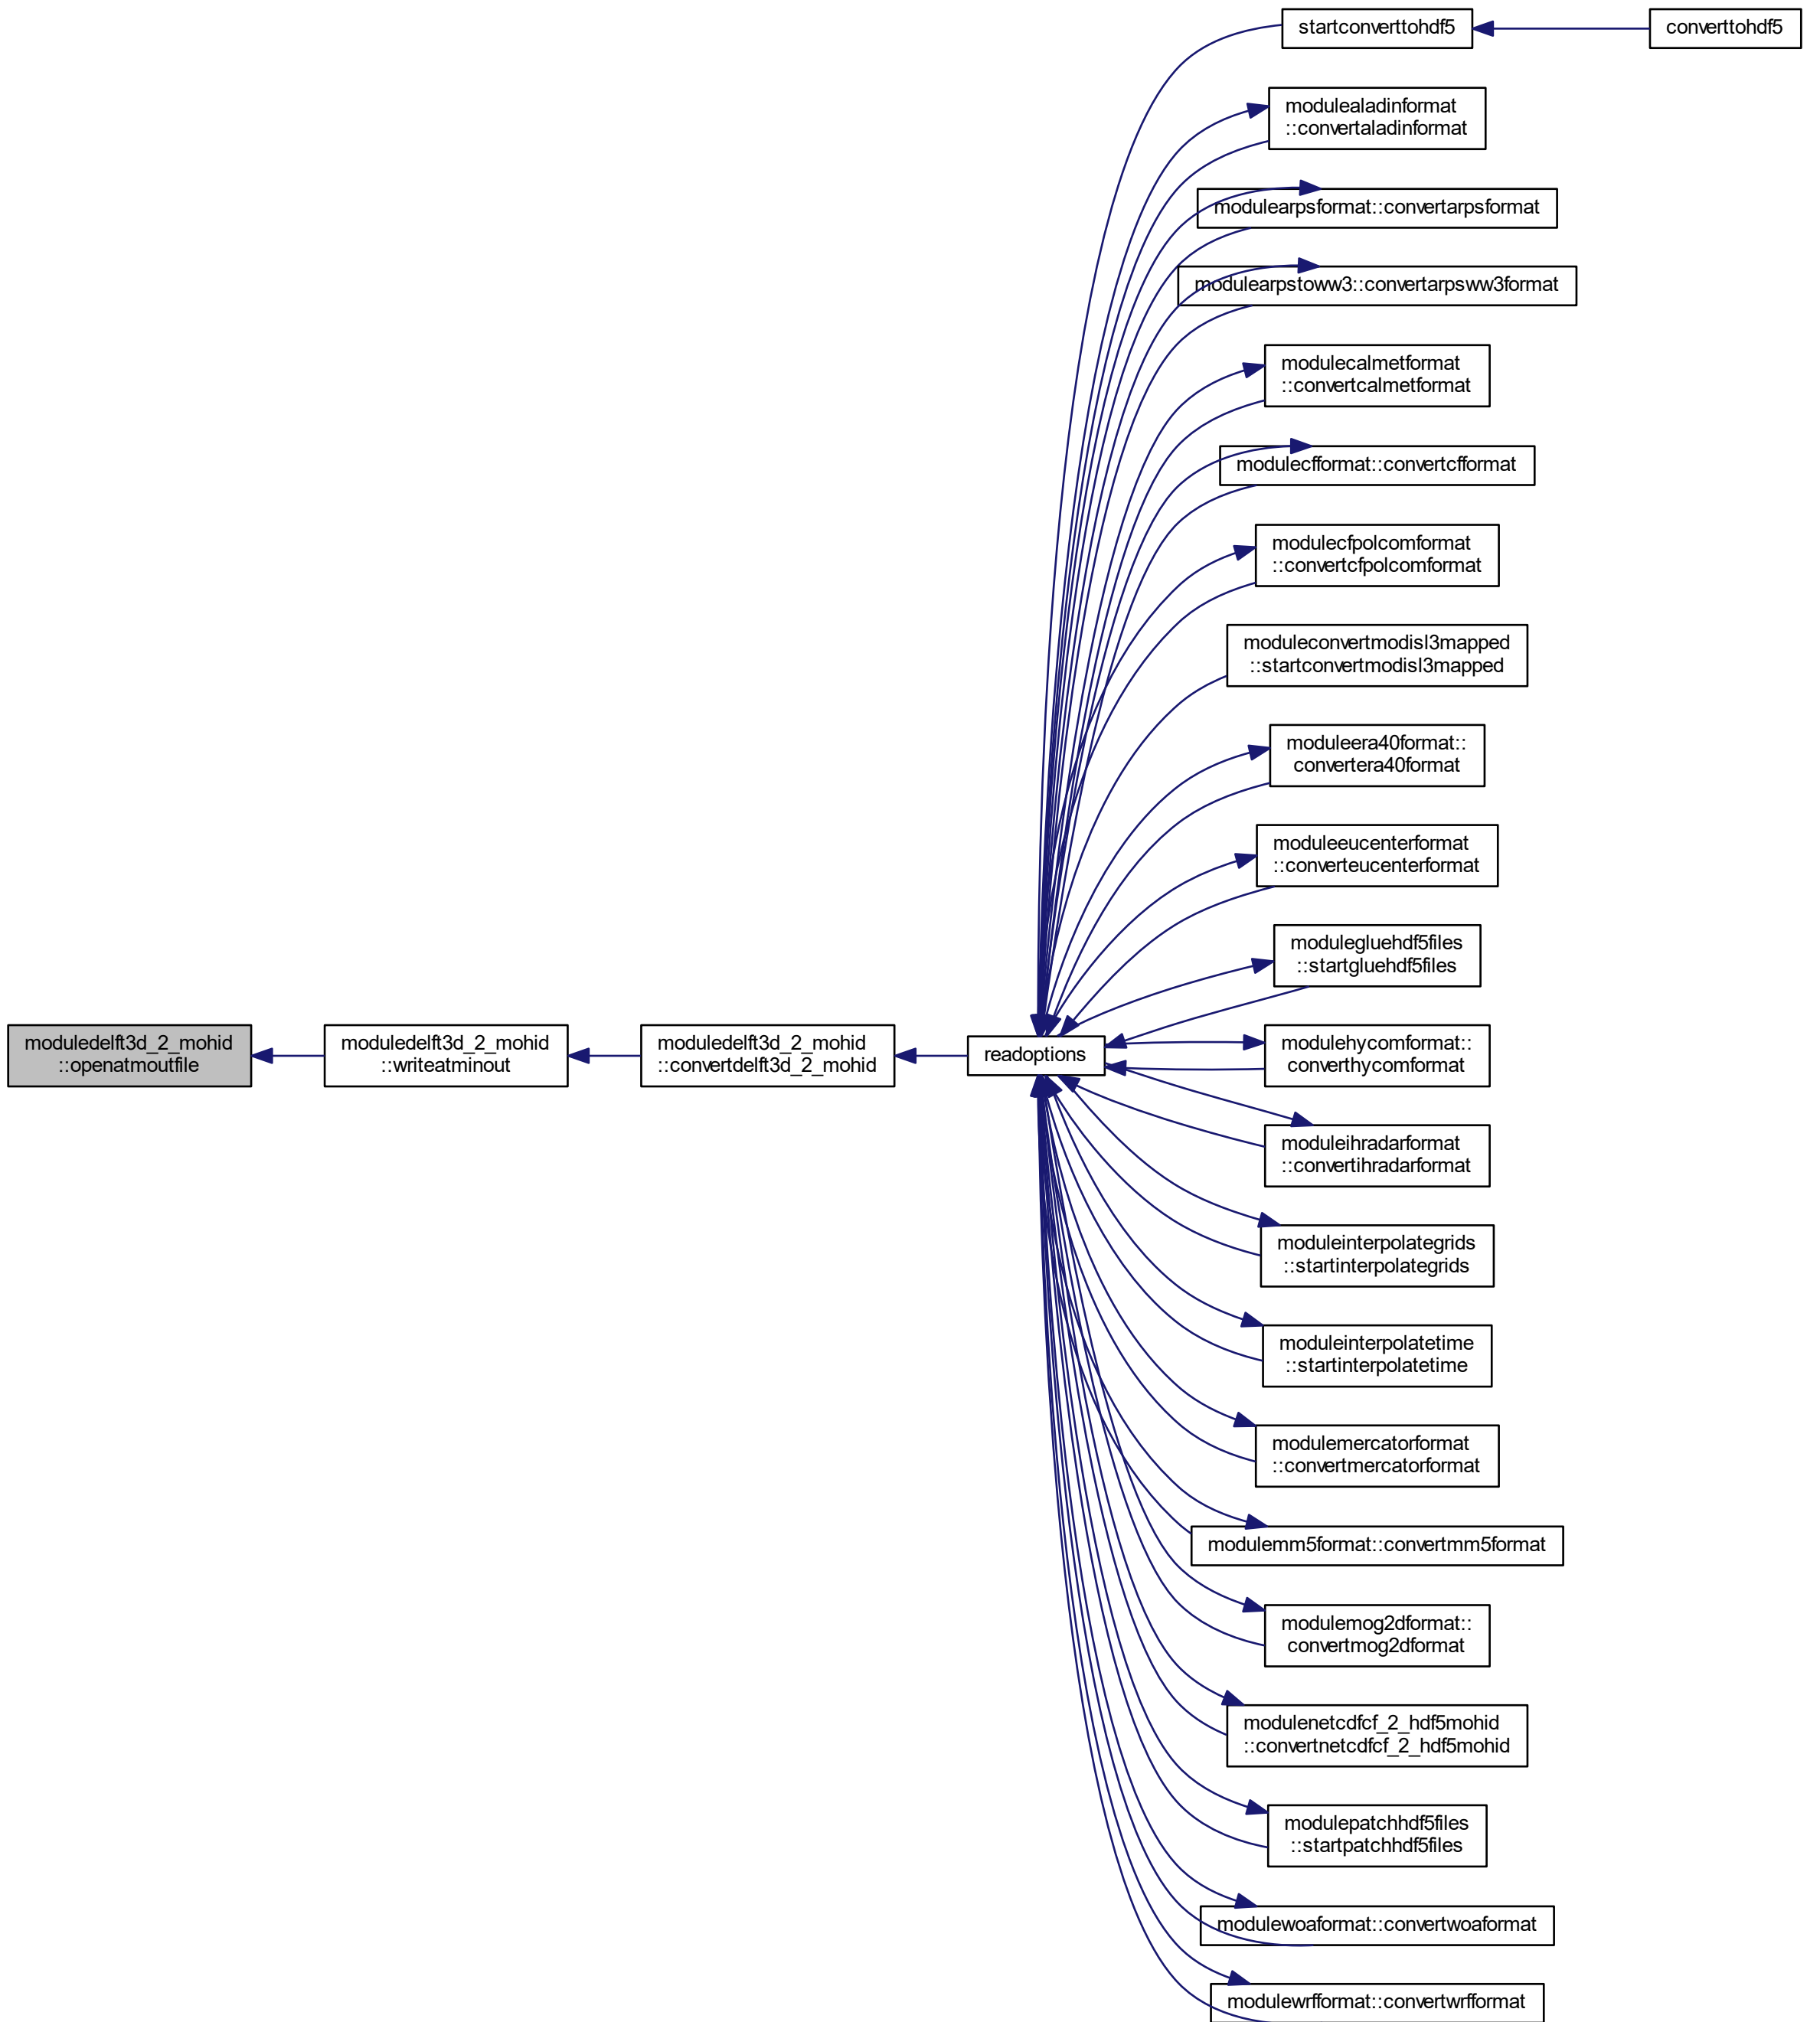 startconverttohdf5
converttohdf5
modulealadinformat
::convertaladinformat
modulearpsformat::convertarpsformat
modulearpstoww3::convertarpsww3format
modulecalmetformat
::convertcalmetformat
modulecfformat::convertcfformat
modulecfpolcomformat
::convertcfpolcomformat
moduleconvertmodisl3mapped
::startconvertmodisl3mapped
moduleera40format::
convertera40format
moduleeucenterformat
::converteucenterformat
modulegluehdf5files
::startgluehdf5files
moduledelft3d_2_mohid
::openatmoutfile
moduledelft3d_2_mohid
::writeatminout
moduledelft3d_2_mohid
::convertdelft3d_2_mohid
readoptions
modulehycomformat::
converthycomformat
moduleihradarformat
::convertihradarformat
moduleinterpolategrids
::startinterpolategrids
moduleinterpolatetime
::startinterpolatetime
modulemercatorformat
::convertmercatorformat
modulemm5format::convertmm5format
modulemog2dformat::
convertmog2dformat
modulenetcdfcf_2_hdf5mohid
::convertnetcdfcf_2_hdf5mohid
modulepatchhdf5files
::startpatchhdf5files
modulewoaformat::convertwoaformat
modulewrfformat::convertwrfformat